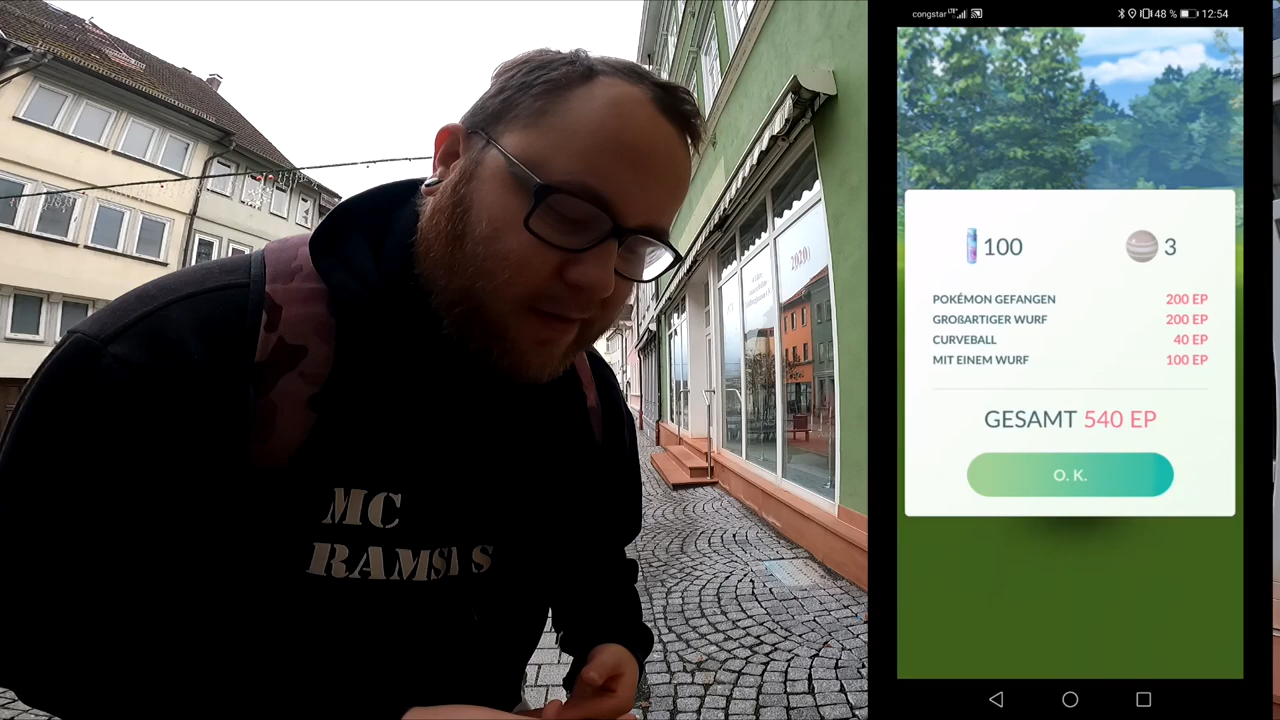 MC
RAMSES
2020
congstar
48 %
12:54
100
3
POKÉMON GEFANGEN 200 EP
GROßARTIGER WURF 200 EP
CURVEBALL 40 EP
MIT EINEM WURF 100 EP
GESAMT 540 EP
O. K.